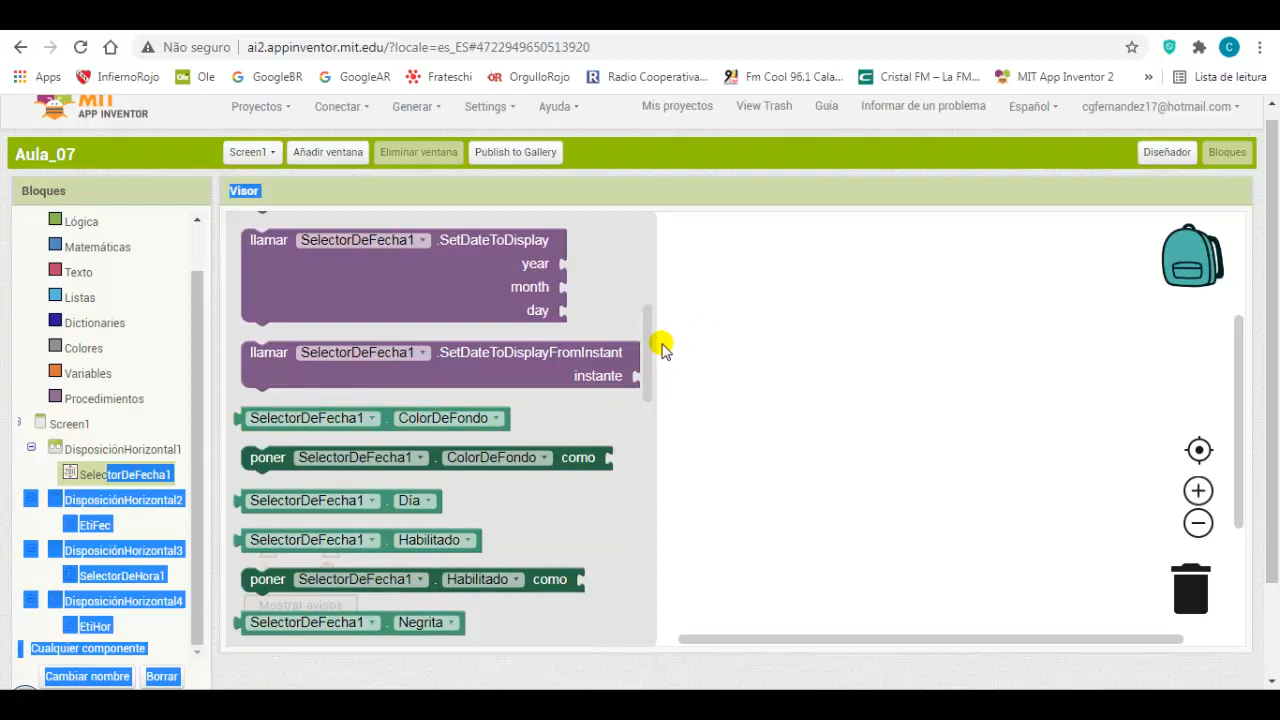 Não seguro
ai2.appinventor.mit.edu/?locale=es_ES#4722949650513920
C
Apps InfiernoRojo Ole GoogleBR GoogleAR Frateschi OrgulloRojo Radio Cooperativa... Fm Cool 96.1 Cala... Cristal FM – La FM... MIT App Inventor 2 » Lista de leitura
MIT
APP INVENTOR
Proyectos Conectar Generar Settings Ayuda Mis proyectos View Trash Guía Informar de un problema Español cgfernandez17@hotmail.com
Aula_07 Screen1 Añadir ventana Eliminar ventana Publish to Gallery Diseñador Bloques
Bloques
Visor
Lógica
Matemáticas
Texto
Listas
Dictionaries
Colores
Variables
Procedimientos
Screen1
DisposiciónHorizontal1
SelectorDeFecha1
DisposiciónHorizontal2
EtiFec
DisposiciónHorizontal3
SelectorDeHora1
DisposiciónHorizontal4
EtiHor
Cualquier componente
Cambiar nombre Borrar
llamar SelectorDeFecha1 .SetDateToDisplay
year
month
day
llamar SelectorDeFecha1 .SetDateToDisplayFromInstant
instante
SelectorDeFecha1 . ColorDeFondo
poner SelectorDeFecha1 . ColorDeFondo como
SelectorDeFecha1 . Día
SelectorDeFecha1 . Habilitado
poner SelectorDeFecha1 . Habilitado como
Mostrar avisos
SelectorDeFecha1 . Negrita